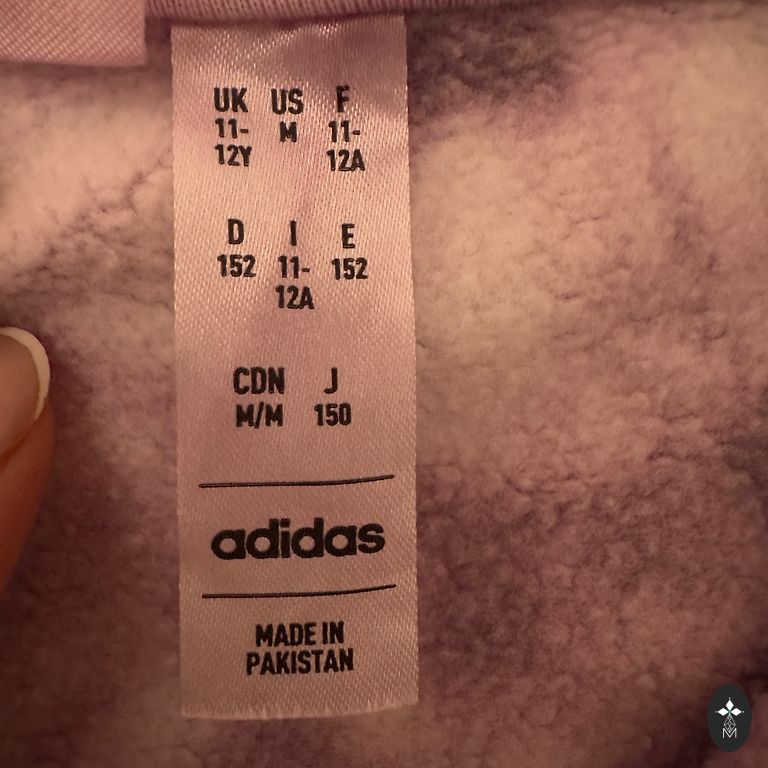 UK US F
11- M 11-
12Y 12A
D I E
152 11- 152
12A
CDN J
M/M 150
adidas
MADE IN
PAKISTAN
M